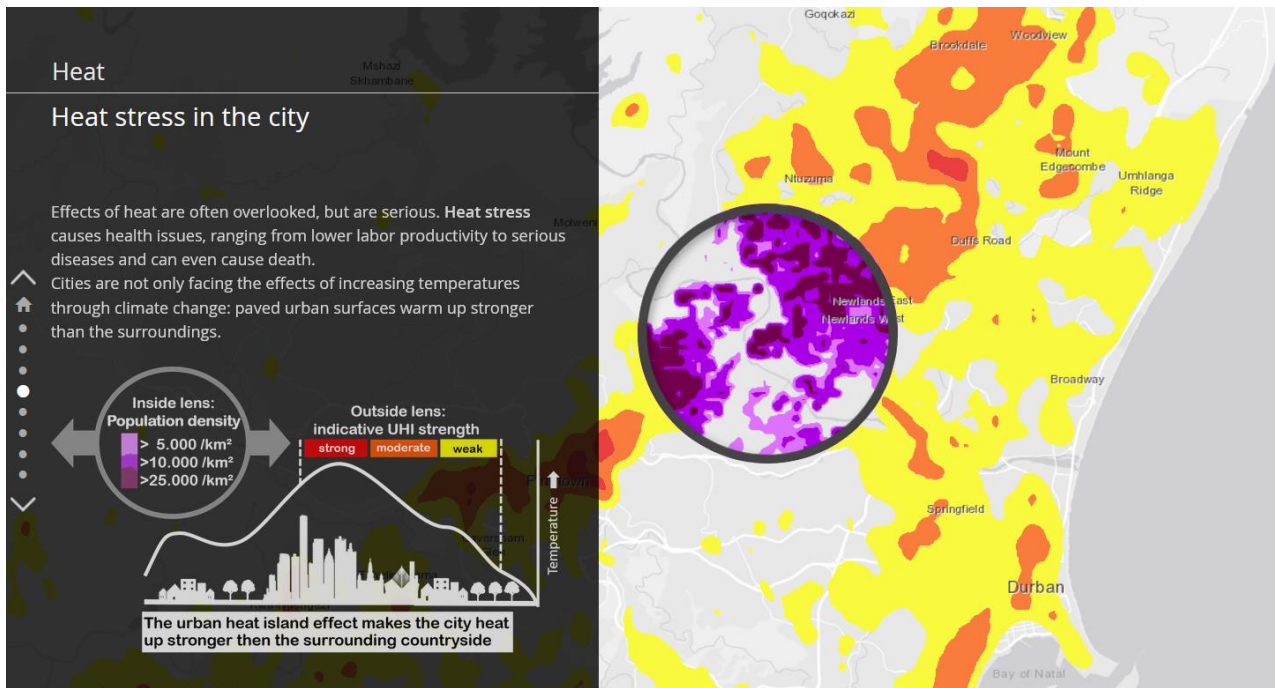 Heat
Heat stress in the city
Effects of heat are often overlooked, but are serious. Heat stress
causes health issues, ranging from lower labor productivity to serious
diseases and can even cause death.
Cities are not only facing the effects of increasing temperatures
through climate change: paved urban surfaces warm up stronger
than the surroundings.
Inside lens:
Population density
> 5.000 /km²
>10.000 /km²
>25.000 /km²
Outside lens:
indicative UHI strength
strong moderate weak
Temperature
The urban heat island effect makes the city heat
up stronger then the surrounding countryside
Mshazi
Skhambane
Goqokazi
Brookdale
Woodview
Mount
Edgecombe
Umhlanga
Ridge
Ntuzuma
Duffs Road
Newlands East
Newlands West
Broadway
Springfield
Durban
Bay of Natal